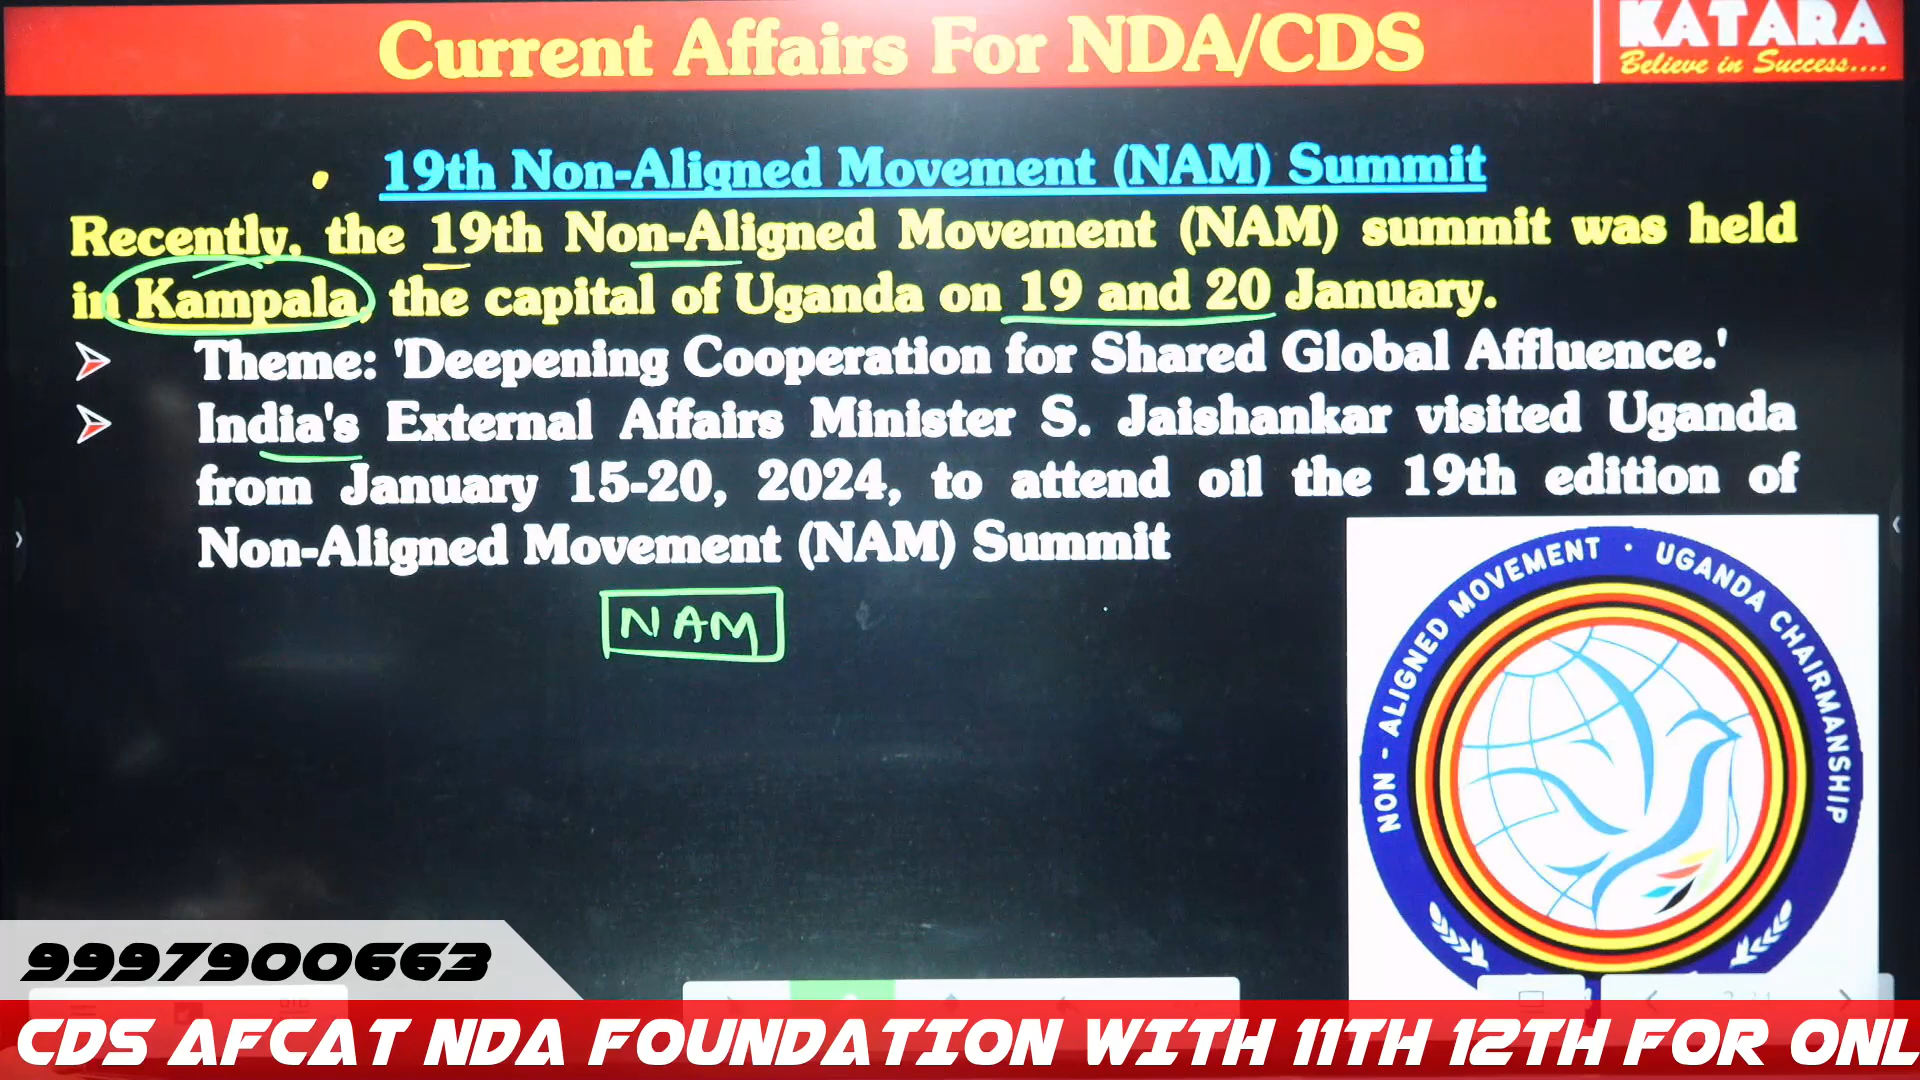 Current Affairs For NDA/CDS
KATARA
Believe in Success....
19th Non-Aligned Movement (NAM) Summit
Recently, the 19th Non-Aligned Movement (NAM) summit was held
in Kampala, the capital of Uganda on 19 and 20 January.
Theme: 'Deepening Cooperation for Shared Global Affluence.'
India's External Affairs Minister S. Jaishankar visited Uganda
from January 15-20, 2024, to attend oil the 19th edition of
Non-Aligned Movement (NAM) Summit
NAM
NON - ALIGNED MOVEMENT · UGANDA CHAIRMANSHIP
9997900663
CDS AFCAT NDA FOUNDATION WITH 11TH 12TH FOR ONL